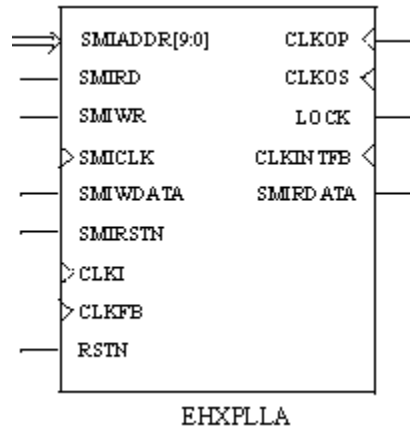 SMIADDR[9:0] CLKOP
SMIRD CLKOS
SMIWR LOCK
SMICLK CLKINTFB
SMIWDATA SMIRDATA
SMIRSTN
CLKI
CLKFB
RSTN
EHXPLLA